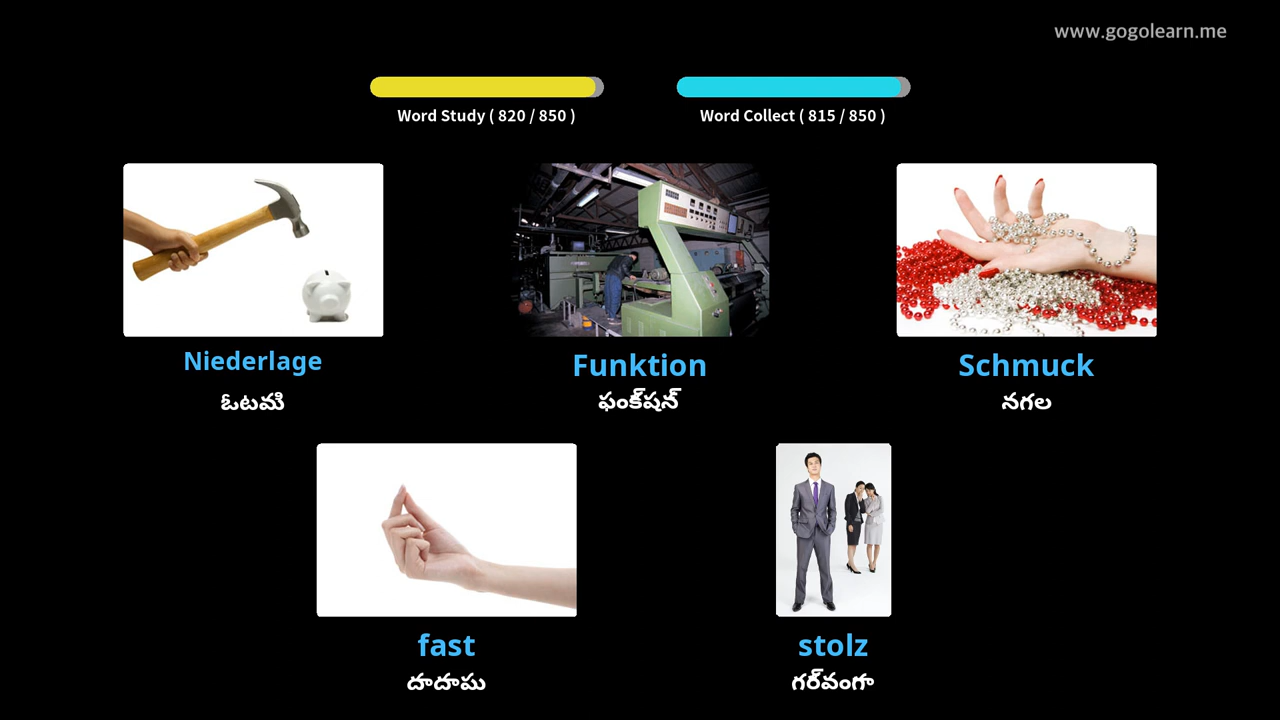 www.gogolearn.me
Word Study ( 820 / 850 )
Word Collect ( 815 / 850 )
Niederlage
ఓటమి
Funktion
ఫంక్‌షన్
Schmuck
నగల
fast
దాదాపు
stolz
గర్‌వంగా